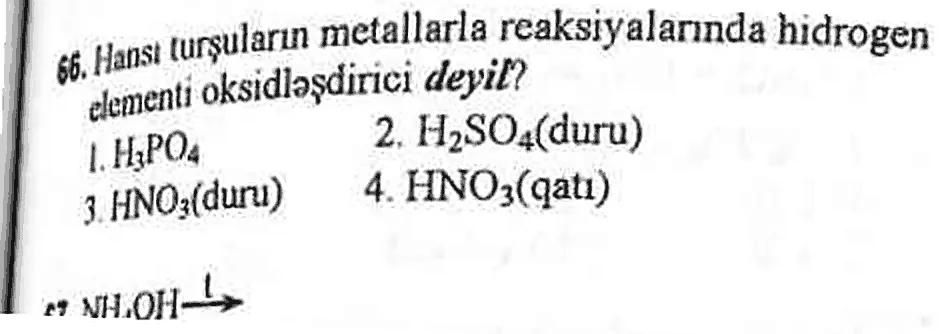 66. Hansı turşuların metallarla reaksiyalarında hidrogen
elementi oksidləşdirici deyil?
1. H₃PO₄ 2. H₂SO₄(duru)
3. HNO₃(duru) 4. HNO₃(qatı)
NH₄OH t→